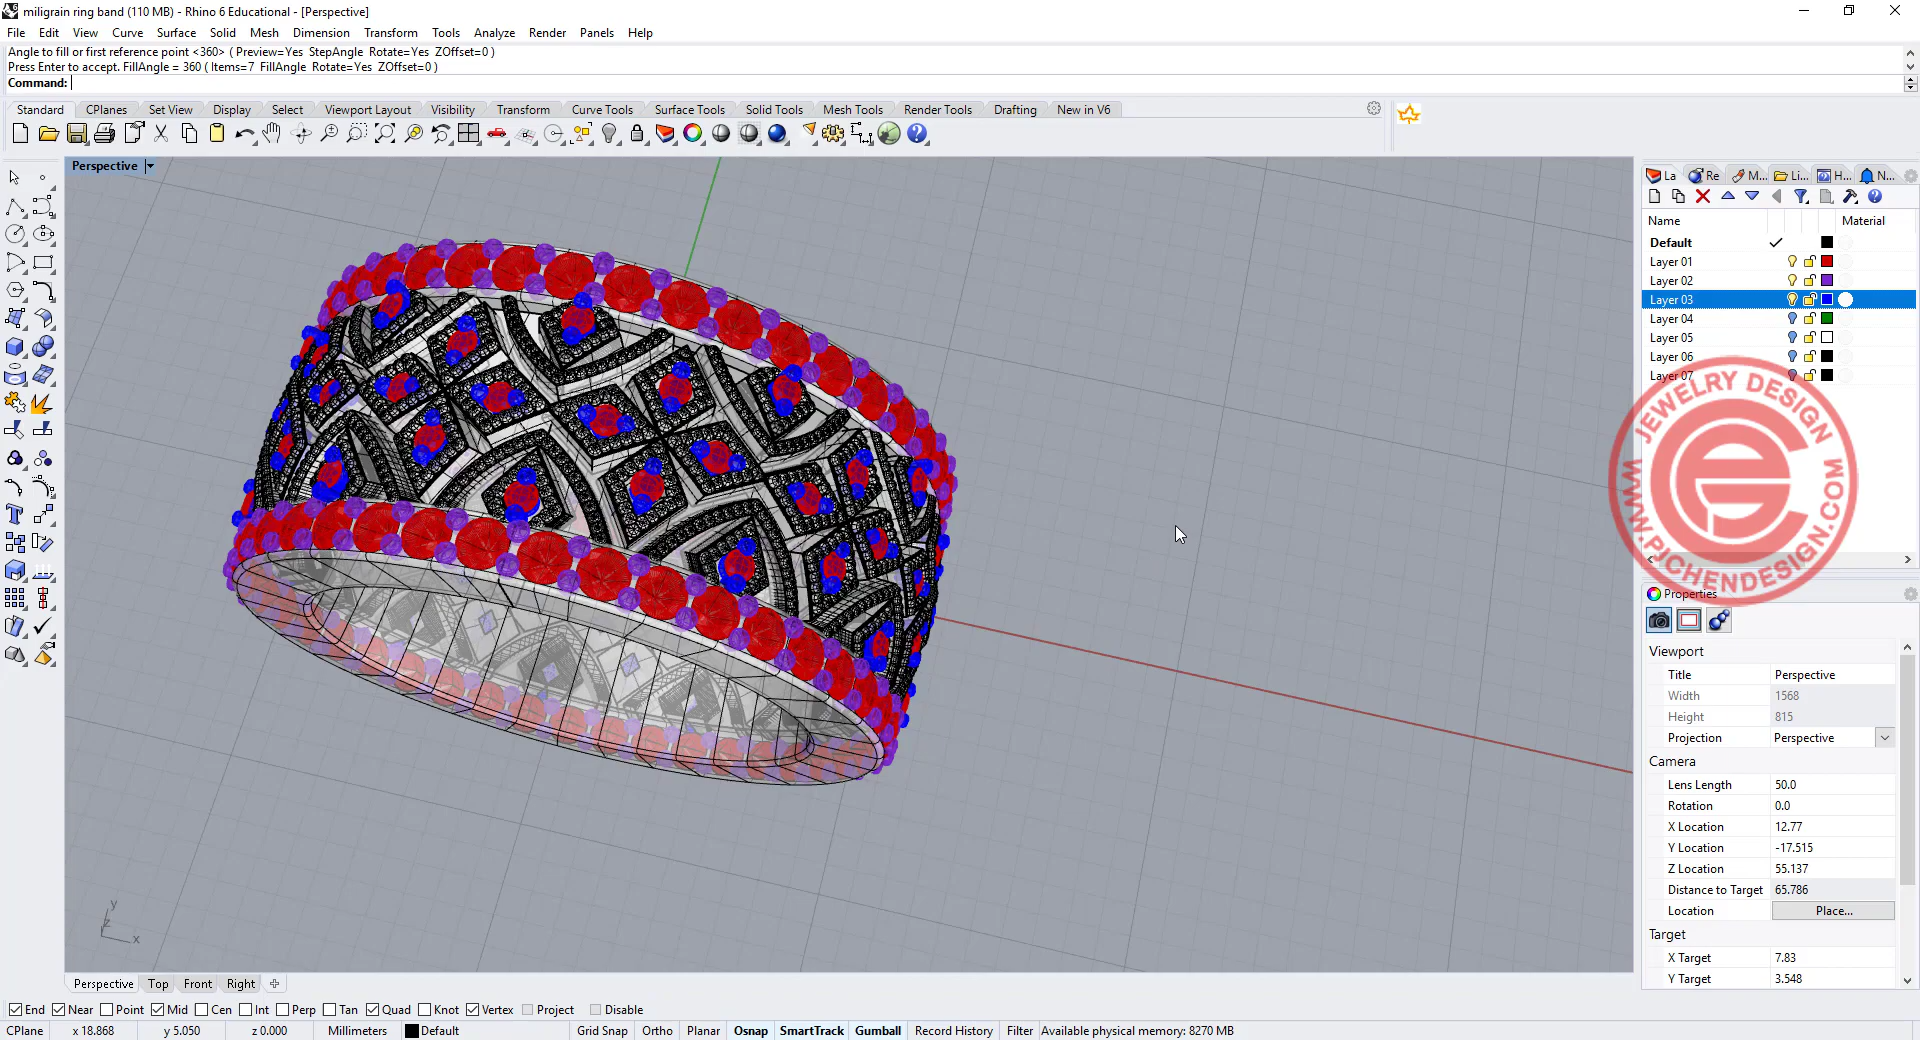 miligrain ring band (110 MB) - Rhino 6 Educational - [Perspective]
File Edit View Curve Surface Solid Mesh Dimension Transform Tools Analyze Render Panels Help
Angle to fill or first reference point <360> ( Preview=Yes StepAngle Rotate=Yes ZOffset=0 )
Press Enter to accept. FillAngle = 360 ( Items=7 FillAngle Rotate=Yes ZOffset=0 )
Command:
Standard CPlanes Set View Display Select Viewport Layout Visibility Transform Curve Tools Surface Tools Solid Tools Mesh Tools Render Tools Drafting New in V6
Perspective
La Re M... Li... H... N...
Name Material
Default
Layer 01
Layer 02
Layer 03
Layer 04
Layer 05
Layer 06
Layer 07
JEWELRY DESIGN
WWW.PJCHENDESIGN.COM
Properties
Viewport
Title Perspective
Width 1568
Height 815
Projection Perspective
Camera
Lens Length 50.0
Rotation 0.0
X Location 12.77
Y Location -17.515
Z Location 55.137
Distance to Target 65.786
Location Place...
Target
X Target 7.83
Y Target 3.548
y
z
x
Perspective Top Front Right
End Near Point Mid Cen Int Perp Tan Quad Knot Vertex Project Disable
CPlane x 18.868 y 5.050 z 0.000 Millimeters Default Grid Snap Ortho Planar Osnap SmartTrack Gumball Record History Filter Available physical memory: 8270 MB